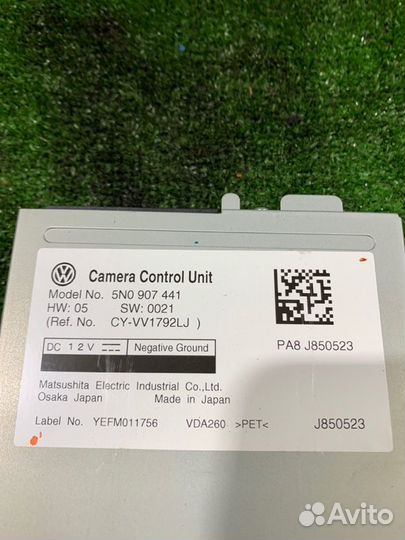 Camera Control Unit
Model No. 5N0 907 441
HW: 05 SW: 0021
(Ref. No. CY-VV1792LJ )
DC 12V Negative Ground
PA8 J850523
Matsushita Electric Industrial Co.,Ltd.
Osaka Japan Made in Japan
Label No. YEFM011756 VDA260 >PET< J850523
Avito